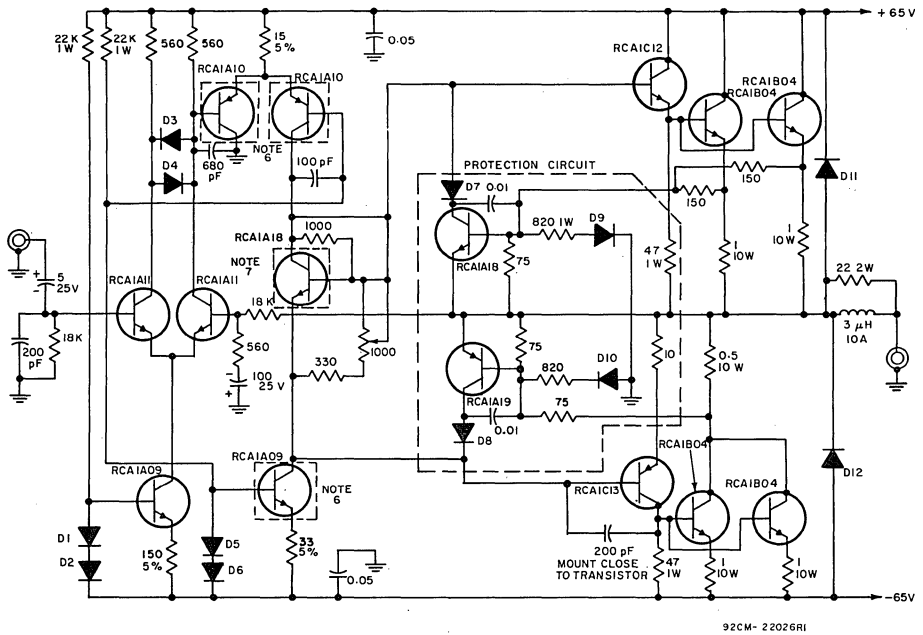 +65V
22K
1W
22K
1W
560
560
15
5%
0.05
RCA1A10
RCA1A10
RCA1C12
RCA1B04
RCA1B04
D3
NOTE
6
680
pF
100 pF
D4
PROTECTION CIRCUIT
D7
0.01
150
150
D11
RCA1A18
1000
820 1W
D9
NOTE
7
RCA1A18
75
47
1W
1
10W
1
10W
22 2W
5
25V
RCA1A11
RCA1A11
18K
3 μH
10A
200
pF
18K
560
1000
75
10
0.5
10W
100
25 V
330
820
D10
RCA1A19
75
0.01
D8
RCA1A09
RCA1A09
NOTE
6
RCA1C13
RCA1B04
RCA1B04
D12
D1
D2
150
5%
D5
D6
33
5%
0.05
200 pF
MOUNT CLOSE
TO TRANSISTOR
47
1W
1
10W
1
10W
-65V
92CM-22026R1